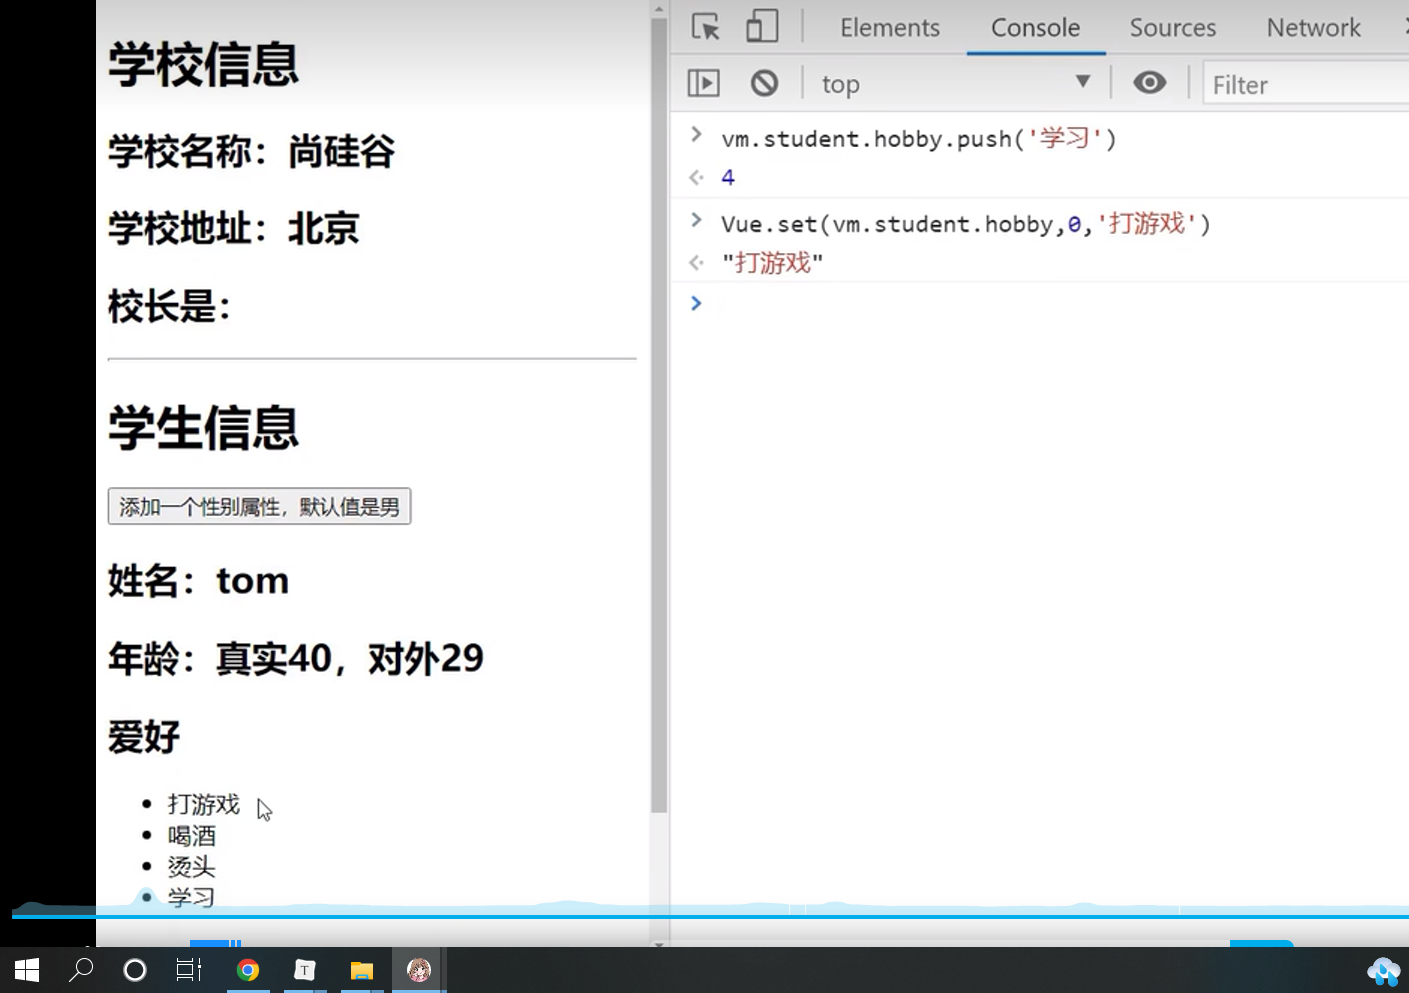 学校信息
学校名称：尚硅谷
学校地址：北京
校长是：
学生信息
添加一个性别属性，默认值是男
姓名：tom
年龄：真实40，对外29
爱好
打游戏
喝酒
烫头
学习
Elements Console Sources Network
top Filter
vm.student.hobby.push('学习')
4
Vue.set(vm.student.hobby,0,'打游戏')
"打游戏"
T